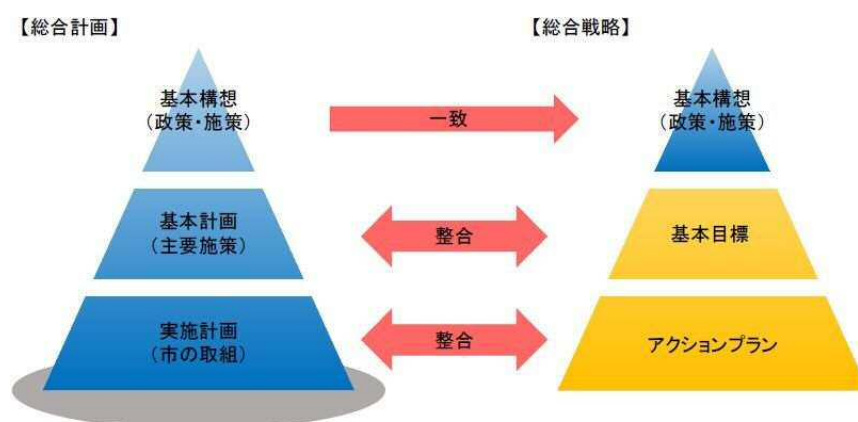 【総合計画】
【総合戦略】
基本構想
（政策・施策）
一致
基本構想
（政策・施策）
基本計画
（主要施策）
整合
基本目標
実施計画
（市の取組）
整合
アクションプラン